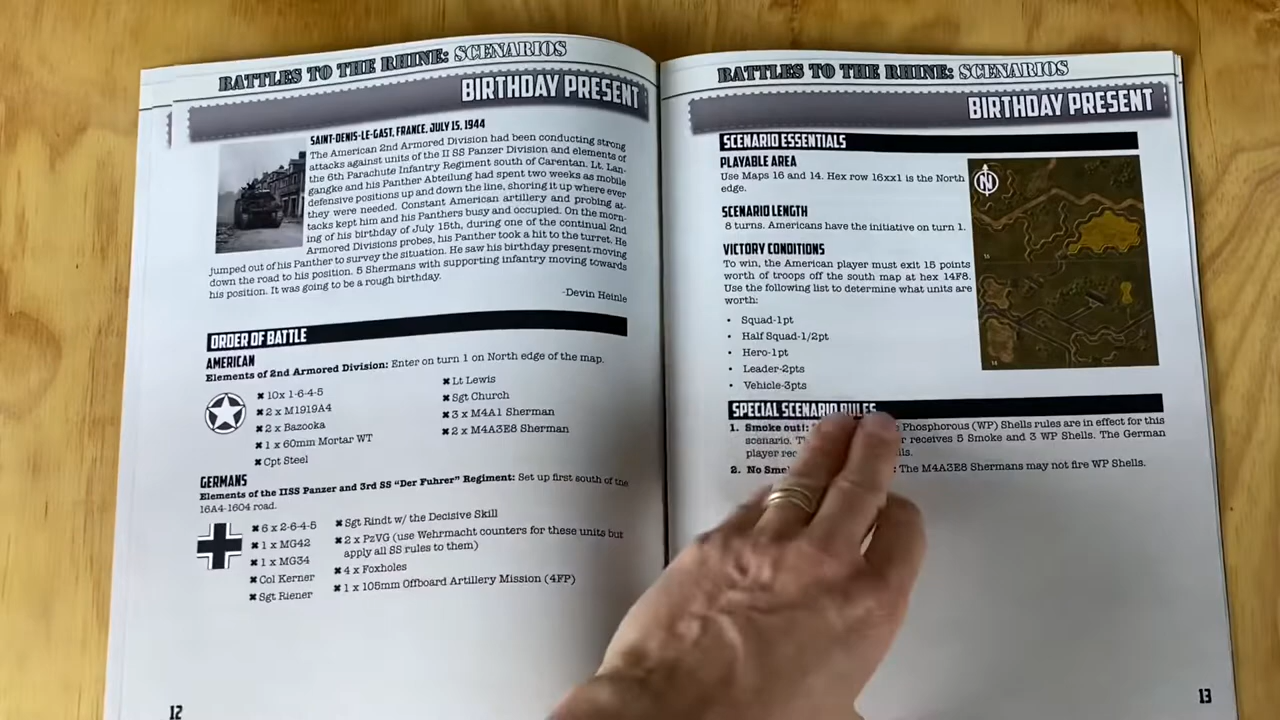 BATTLES TO THE RHINE: SCENARIOS
BIRTHDAY PRESENT
SAINT-DENIS-LE-GAST, FRANCE, JULY 15, 1944
The American 2nd Armored Division had been conducting strong
attacks against units of the II SS Panzer Division and elements of
the 6th Parachute Infantry Regiment south of Carentan. Lt. Lan-
gangke and his Panther Abteilung had spent two weeks as mobile
defensive positions up and down the line, shoring it up where ever
they were needed. Constant American artillery and probing at-
tacks kept him and his Panthers busy and occupied. On the morn-
ing of his birthday of July 15th, during one of the continual 2nd
Armored Divisions probes, his Panther took a hit to the turret. He
jumped out of his Panther to survey the situation. He saw his birthday present moving
down the road to his position. 5 Shermans with supporting infantry moving towards
his position. It was going to be a rough birthday.
-Devin Heinle
ORDER OF BATTLE
AMERICAN
Elements of 2nd Armored Division: Enter on turn 1 on North edge of the map.
✖ 10x 1-6-4-5
✖ 2 x M1919A4
✖ 2 x Bazooka
✖ 1 x 60mm Mortar WT
✖ Cpt Steel
✖ Lt Lewis
✖ Sgt Church
✖ 3 x M4A1 Sherman
✖ 2 x M4A3E8 Sherman
GERMANS
Elements of the IISS Panzer and 3rd SS "Der Fuhrer" Regiment: Set up first south of the
16A4-1604 road.
✖ 6 x 2-6-4-5
✖ 1 x MG42
✖ 1 x MG34
✖ Col Kerner
✖ Sgt Riener
✖ Sgt Rindt w/ the Decisive Skill
✖ 2 x PzVG (use Wehrmacht counters for these units but
apply all SS rules to them)
✖ 4 x Foxholes
✖ 1 x 105mm Offboard Artillery Mission (4FP)
12
BATTLES TO THE RHINE: SCENARIOS
BIRTHDAY PRESENT
SCENARIO ESSENTIALS
PLAYABLE AREA
Use Maps 16 and 14. Hex row 16xx1 is the North
edge.
N
SCENARIO LENGTH
8 turns. Americans have the initiative on turn 1.
VICTORY CONDITIONS
To win, the American player must exit 15 points
worth of troops off the south map at hex 14F8.
Use the following list to determine what units are
worth:
• Squad-1pt
• Half Squad-1/2pt
• Hero-1pt
• Leader-2pts
• Vehicle-3pts
SPECIAL SCENARIO RULES
1. Smoke out!: Phosphorous (WP) Shells rules are in effect for this
scenario. receives 5 Smoke and 3 WP Shells. The German
player
2. No The M4A3E8 Shermans may not fire WP Shells.
13